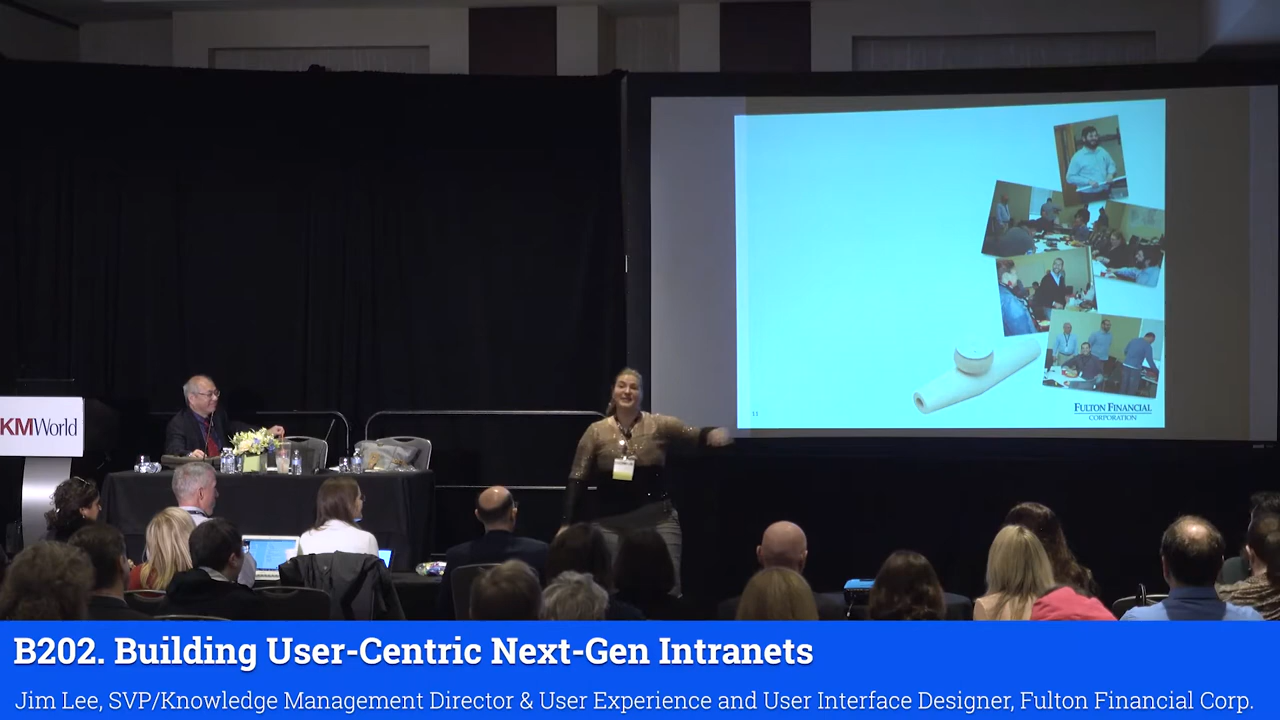 KMWorld
11
FULTON FINANCIAL
CORPORATION
B202. Building User-Centric Next-Gen Intranets
Jim Lee, SVP/Knowledge Management Director & User Experience and User Interface Designer, Fulton Financial Corp.